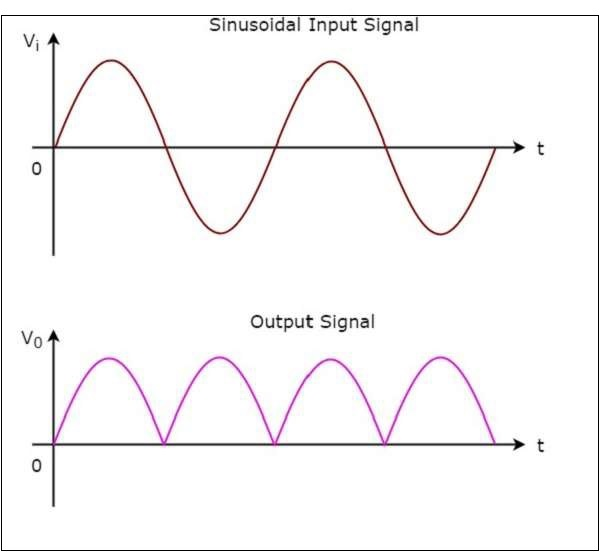 Sinusoidal Input Signal
Vi
t
0
Output Signal
V0
t
0